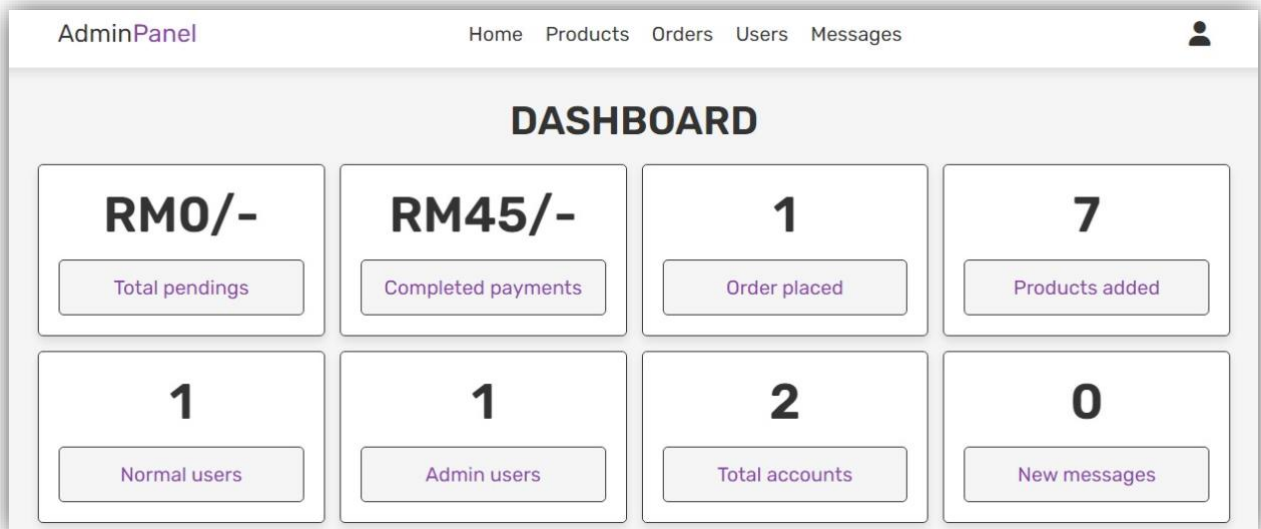 AdminPanel Home Products Orders Users Messages
DASHBOARD
RM0/- RM45/- 1 7
Total pendings Completed payments Order placed Products added
1 1 2 0
Normal users Admin users Total accounts New messages